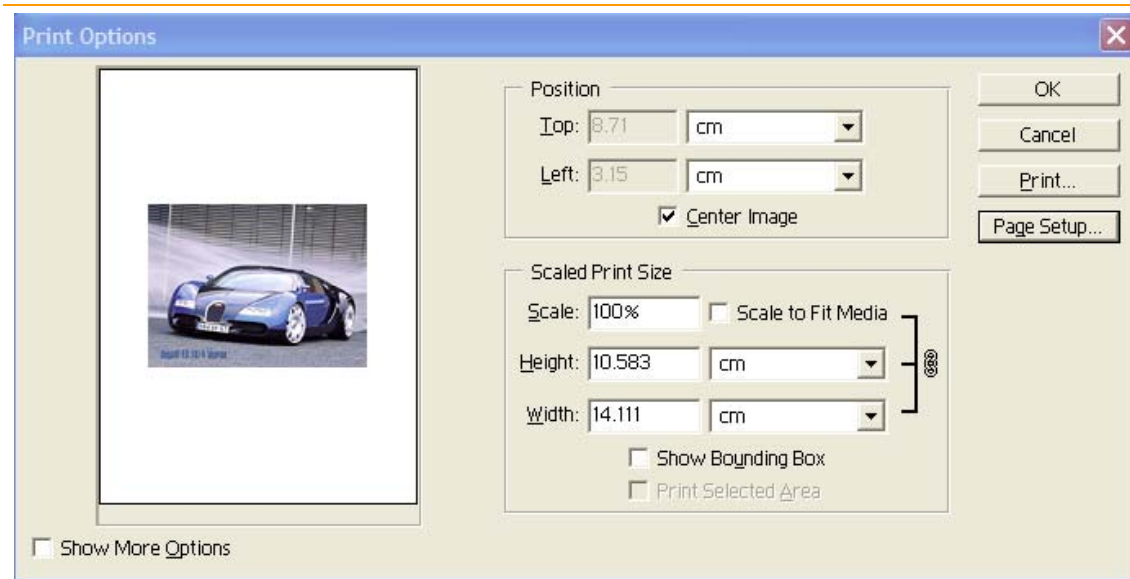 Print Options
Position
Top: 8.71 cm
Left: 3.15 cm
Center Image
Scaled Print Size
Scale: 100% Scale to Fit Media
Height: 10.583 cm
Width: 14.111 cm
Show Bounding Box
Print Selected Area
OK
Cancel
Print...
Page Setup...
Show More Options